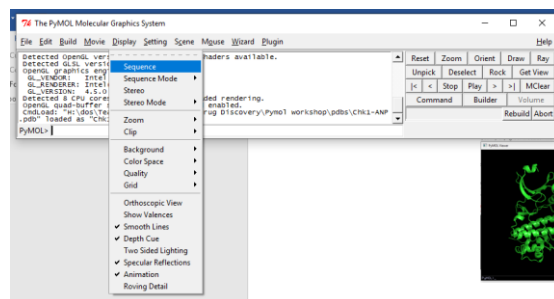 The PyMOL Molecular Graphics System
File Edit Build Movie Display Setting Scene Mouse Wizard Plugin Help
Detected OpenGL vers haders available.
Detected GLSL versio
OpenGL graphics eng
GL_VENDOR: Intel
GL_RENDERER: Intel
GL_VERSION: 4.5.0
Detected 8 CPU cores ded rendering.
OpenGL quad-buffer s enabled.
CmdLoad: "H:\dos\Tea rug Discovery\Pymol workshop\pdbs\Chk1-ANP
.pdb" loaded as "Chk
PyMOL>
Sequence
Sequence Mode
Stereo
Stereo Mode
Zoom
Clip
Background
Color Space
Quality
Grid
Orthoscopic View
Show Valences
Smooth Lines
Depth Cue
Two Sided Lighting
Specular Reflections
Animation
Roving Detail
Reset Zoom Orient Draw Ray
Unpick Deselect Rock Get View
|< < Stop Play > >| MClear
Command Builder Volume
Rebuild Abort